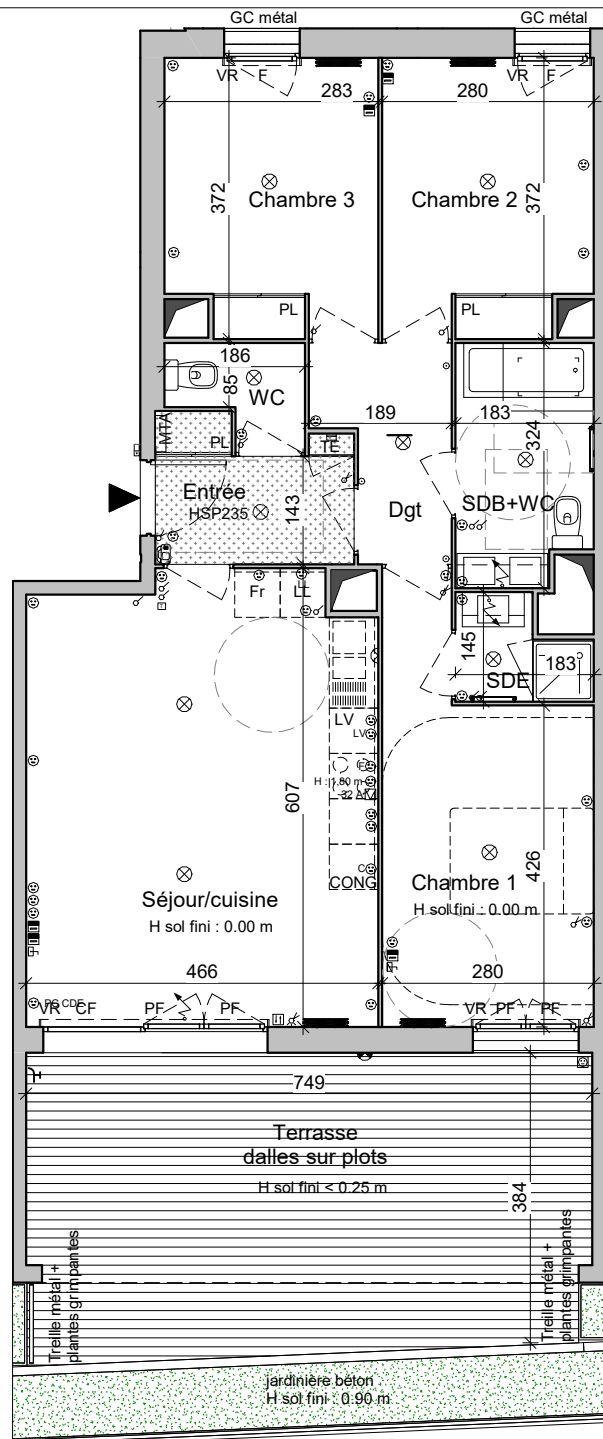 GC métal
GC métal
VR F
VR F
283
280
372
Chambre 3
Chambre 2
372
PL
PL
186
85
WC
189
183
324
MTA
PL
TE
Entrée
HSP235
143
Dgt
SDB+WC
Fr
LL
145
SDE
183
LV
LV
H : 1.80 m
32 A
607
426
CONG
Séjour/cuisine
H sol fini : 0.00 m
Chambre 1
H sol fini : 0.00 m
466
280
VR CF PF PF
VR PF PF
749
Terrasse
dalles sur plots
H sol fini < 0.25 m
384
Treille métal +
plantes grimpantes
Treille métal +
plantes grimpantes
jardinière béton
H sol fini : 0.90 m